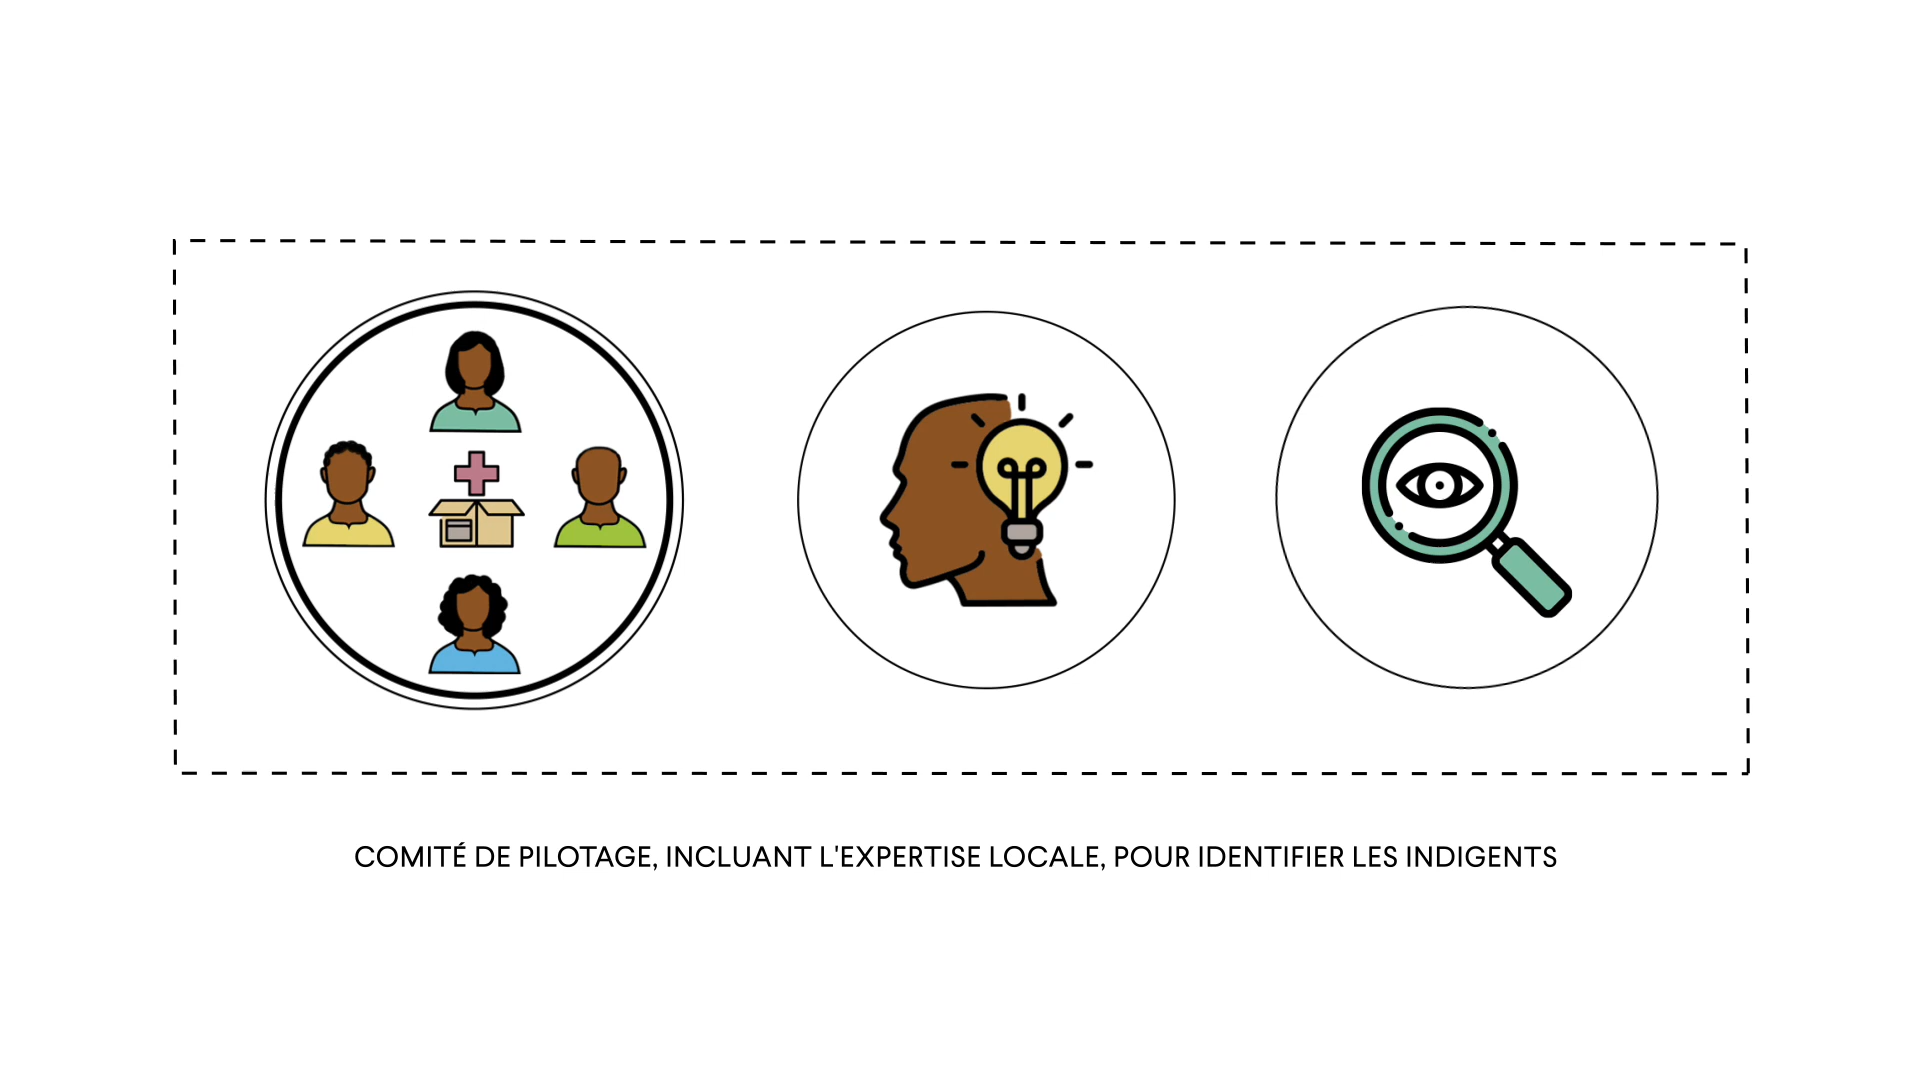 COMITÉ DE PILOTAGE, INCLUANT L'EXPERTISE LOCALE, POUR IDENTIFIER LES INDIGENTS